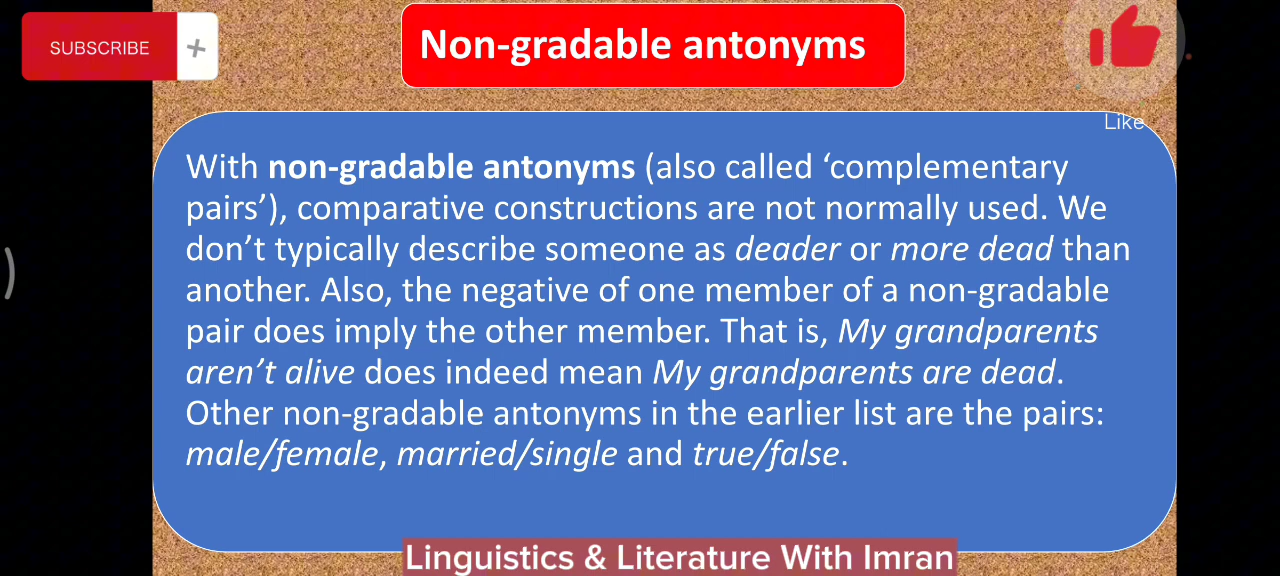 SUBSCRIBE +
Non-gradable antonyms
Like
With non-gradable antonyms (also called ‘complementary
pairs’), comparative constructions are not normally used. We
don’t typically describe someone as deader or more dead than
another. Also, the negative of one member of a non-gradable
pair does imply the other member. That is, My grandparents
aren’t alive does indeed mean My grandparents are dead.
Other non-gradable antonyms in the earlier list are the pairs:
male/female, married/single and true/false.
Linguistics & Literature With Imran